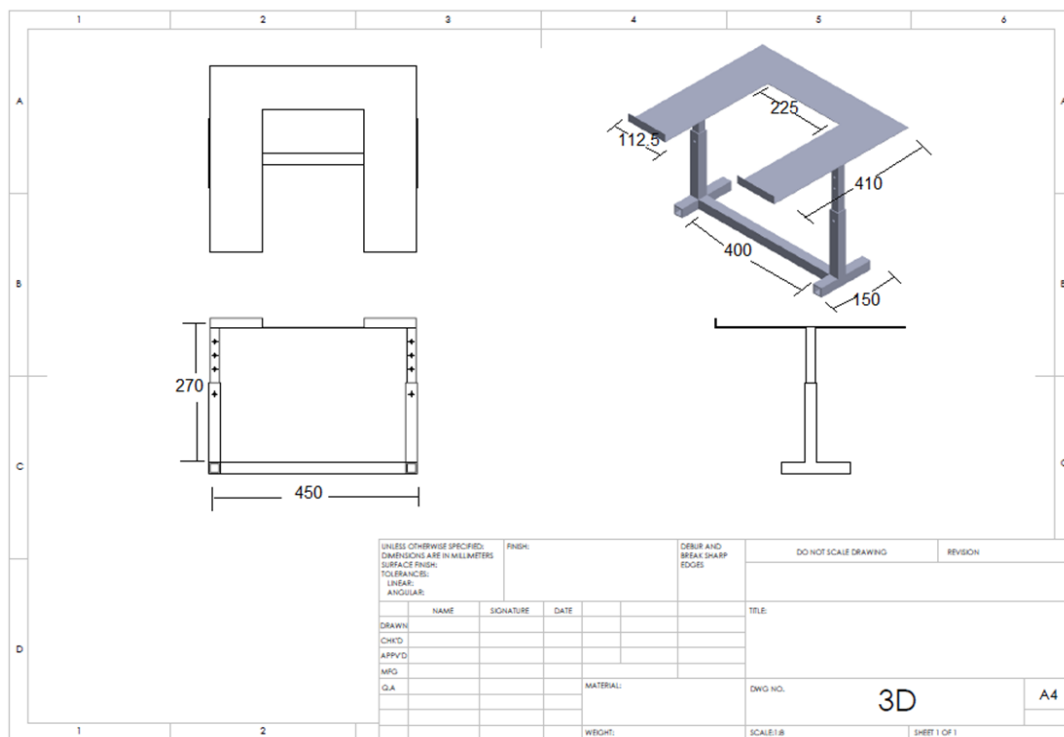 1 2 3 4 5 6
A A
225
112.5
410
B B
400
150
270
C C
450
UNLESS OTHERWISE SPECIFIED:
DIMENSIONS ARE IN MILLIMETERS
SURFACE FINISH:
TOLERANCES:
LINEAR:
ANGULAR:
FINISH:
DEBUR AND
BREAK SHARP
EDGES
DO NOT SCALE DRAWING
REVISION
NAME SIGNATURE DATE
TITLE:
DRAWN
CHK'D
APPV'D
MFG
Q.A
MATERIAL:
DWG NO.
3D
A4
D
1 2
WEIGHT:
SCALE:1:8
SHEET 1 OF 1